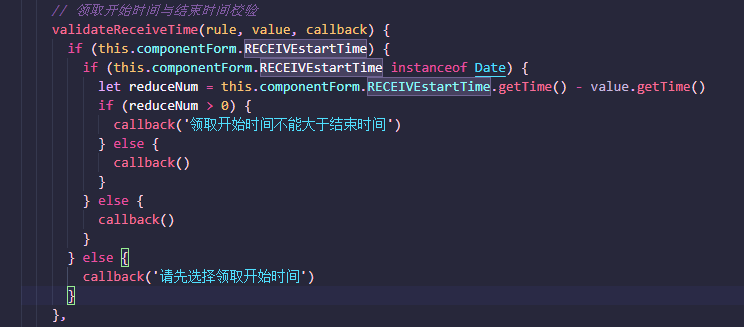 // 领取开始时间与结束时间校验
validateReceiveTime(rule, value, callback) {
if (this.componentForm.RECEIVEstartTime) {
if (this.componentForm.RECEIVEstartTime instanceof Date) {
let reduceNum = this.componentForm.RECEIVEstartTime.getTime() - value.getTime()
if (reduceNum > 0) {
callback('领取开始时间不能大于结束时间')
} else {
callback()
}
} else {
callback()
}
} else {
callback('请先选择领取开始时间')
}
},